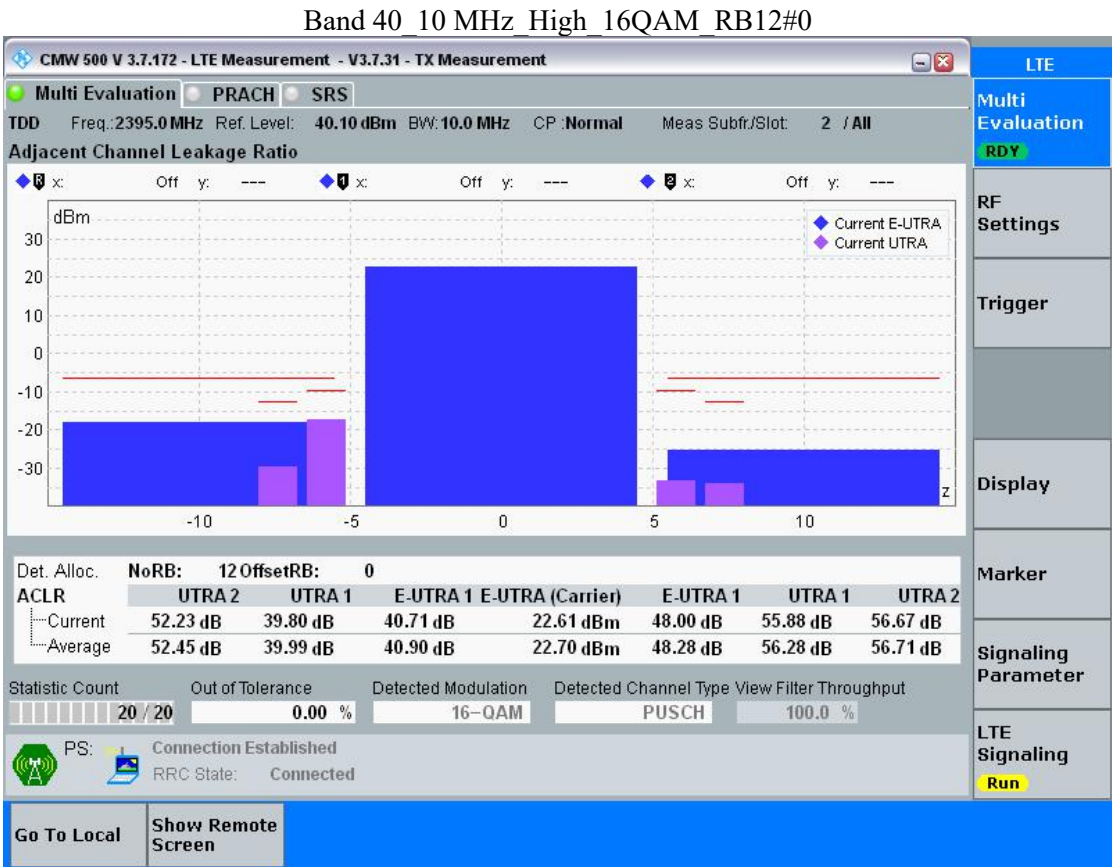 Band 40_10 MHz_High_16QAM_RB12#0
CMW 500 V 3.7.172 - LTE Measurement - V3.7.31 - TX Measurement
LTE
Multi Evaluation PRACH SRS
TDD Freq.:2395.0 MHz Ref. Level: 40.10 dBm BW: 10.0 MHz CP :Normal Meas Subfr./Slot: 2 / All
Adjacent Channel Leakage Ratio
R x: Off y: --- 1 x: Off y: --- 2 x: Off y: ---
dBm
Current E-UTRA
Current UTRA
30
20
10
0
-10
-20
-30
z
-10 -5 0 5 10
Det. Alloc. NoRB: 12 OffsetRB: 0
ACLR UTRA 2 UTRA 1 E-UTRA 1 E-UTRA (Carrier) E-UTRA 1 UTRA 1 UTRA 2
Current 52.23 dB 39.80 dB 40.71 dB 22.61 dBm 48.00 dB 55.88 dB 56.67 dB
Average 52.45 dB 39.99 dB 40.90 dB 22.70 dBm 48.28 dB 56.28 dB 56.71 dB
Statistic Count Out of Tolerance Detected Modulation Detected Channel Type View Filter Throughput
20 / 20 0.00 % 16-QAM PUSCH 100.0 %
PS: Connection Established
RRC State: Connected
Multi
Evaluation
RDY
RF
Settings
Trigger
Display
Marker
Signaling
Parameter
LTE
Signaling
Run
Go To Local
Show Remote
Screen